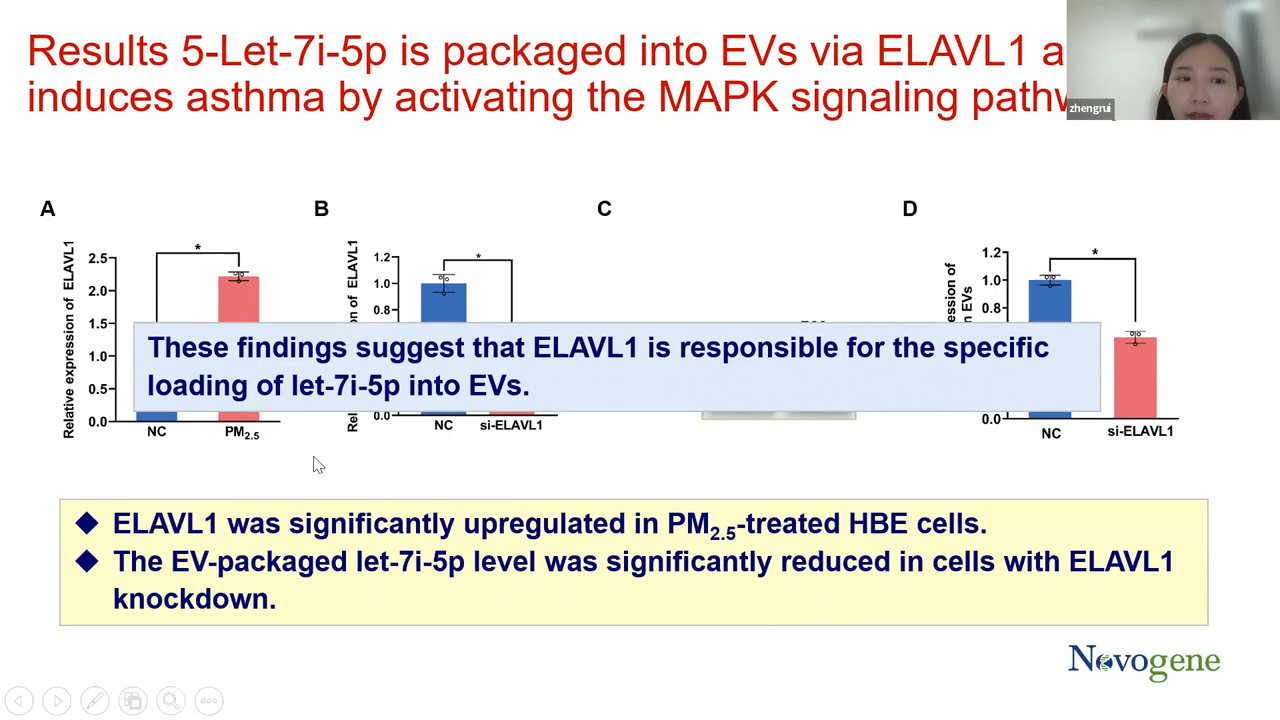 Results 5-Let-7i-5p is packaged into EVs via ELAVL1 a
induces asthma by activating the MAPK signaling
zhengrui
A
B
C
D
Relative expression of ELAVL1
2.5
2.0
1.5
1.0
0.5
0.0
*
NC
PM2.5
of ELAVL1
1.2
1.0
0.8
0.0
*
NC
si-ELAVL1
EVs
1.2
1.0
0.8
0.0
*
NC
si-ELAVL1
These findings suggest that ELAVL1 is responsible for the specific
loading of let-7i-5p into EVs.
◆ ELAVL1 was significantly upregulated in PM2.5-treated HBE cells.
◆ The EV-packaged let-7i-5p level was significantly reduced in cells with ELAVL1
knockdown.
Novogene